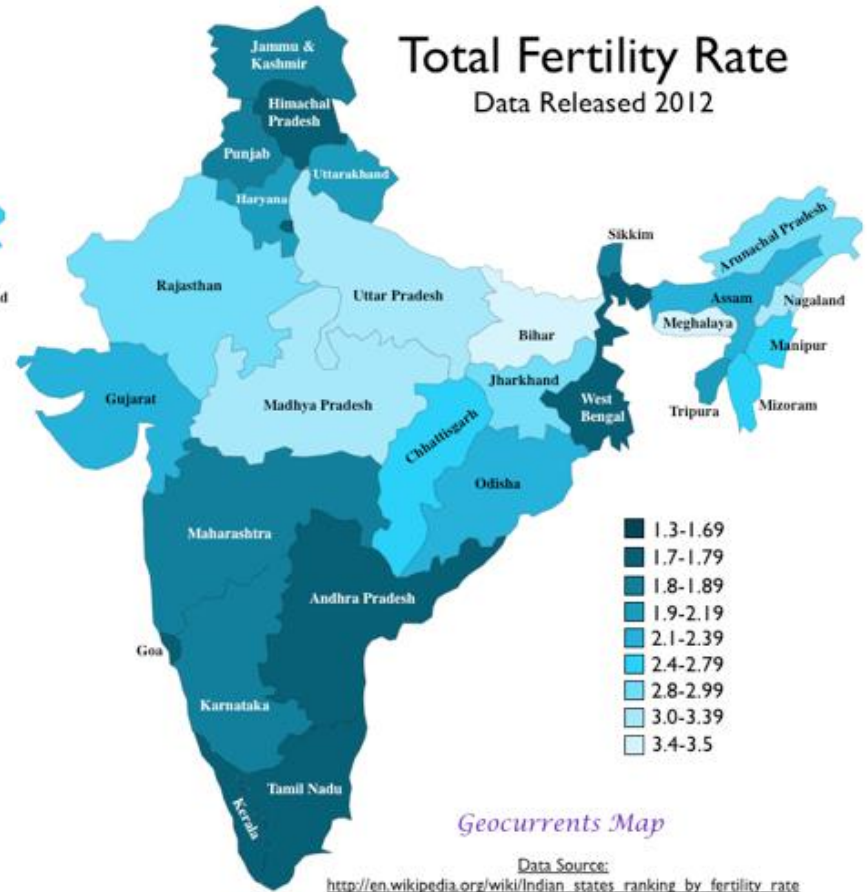 Total Fertility Rate
Data Released 2012
Jammu &
Kashmir
Himachal
Pradesh
Punjab
Uttarakhand
Haryana
Sikkim
Arunachal Pradesh
Rajasthan
Uttar Pradesh
d
Assam
Nagaland
Meghalaya
Bihar
Manipur
Jharkhand
Gujarat
Madhya Pradesh
West
Bengal
Tripura
Mizoram
Chhattisgarh
Odisha
Maharashtra
1.3-1.69
1.7-1.79
1.8-1.89
1.9-2.19
2.1-2.39
2.4-2.79
2.8-2.99
3.0-3.39
3.4-3.5
Andhra Pradesh
Goa
Karnataka
Tamil Nadu
Kerala
Geocurrents Map
Data Source:
http://en.wikipedia.org/wiki/Indian_states_ranking_by_fertility_rate